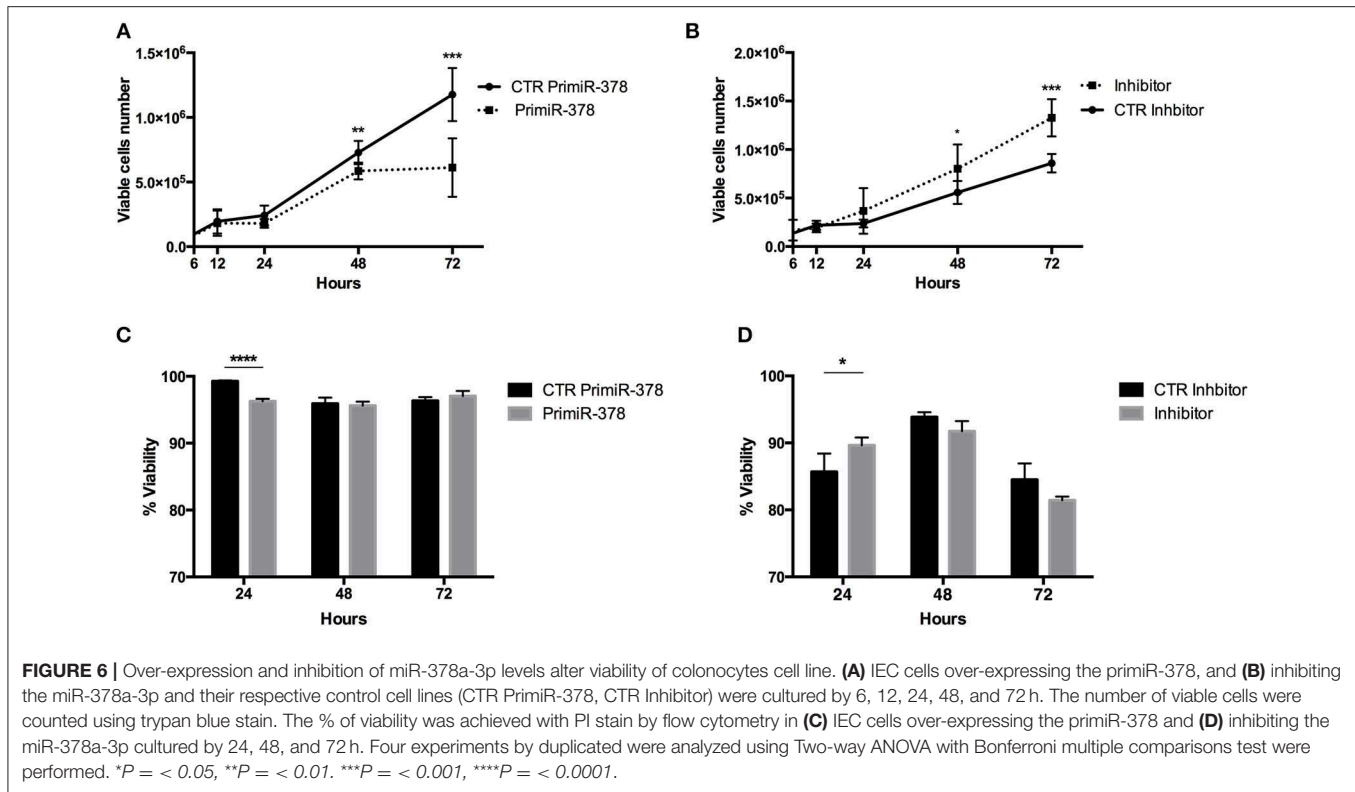 A
Viable cells number
1.5×10⁶
1.0×10⁶
5.0×10⁵
0.0
6 12 24 48 72
Hours
** ***
CTR PrimiR-378
PrimiR-378
B
Viable cells number
2.0×10⁶
1.5×10⁶
1.0×10⁶
5.0×10⁵
0.0
6 12 24 48 72
Hours
* ***
Inhibitor
CTR Inhbitor
C
% Viability
100
90
80
70
24 48 72
Hours
****
CTR PrimiR-378
PrimiR-378
D
% Viability
100
90
80
70
24 48 72
Hours
*
CTR Inhbitor
Inhibitor
FIGURE 6 | Over-expression and inhibition of miR-378a-3p levels alter viability of colonocytes cell line. (A) IEC cells over-expressing the primiR-378, and (B) inhibiting
the miR-378a-3p and their respective control cell lines (CTR PrimiR-378, CTR Inhibitor) were cultured by 6, 12, 24, 48, and 72 h. The number of viable cells were
counted using trypan blue stain. The % of viability was achieved with PI stain by flow cytometry in (C) IEC cells over-expressing the primiR-378 and (D) inhibiting the
miR-378a-3p cultured by 24, 48, and 72 h. Four experiments by duplicated were analyzed using Two-way ANOVA with Bonferroni multiple comparisons test were
performed. *P = < 0.05, **P = < 0.01. ***P = < 0.001, ****P = < 0.0001.